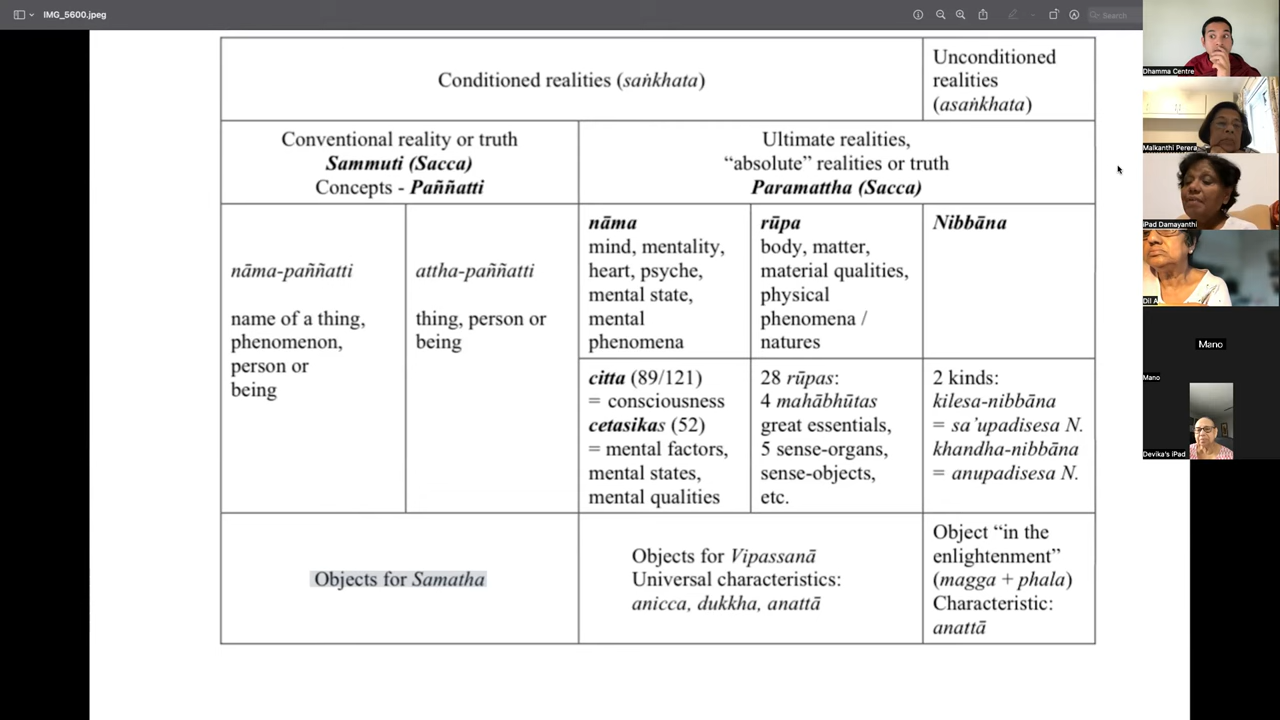 IMG_5600.jpeg
Search
Conditioned realities (saṅkhata)
Unconditioned
realities
(asaṅkhata)
Conventional reality or truth
Sammuti (Sacca)
Concepts - Paññatti
Ultimate realities,
“absolute” realities or truth
Paramattha (Sacca)
nāma-paññatti
name of a thing,
phenomenon,
person or
being
attha-paññatti
thing, person or
being
nāma
mind, mentality,
heart, psyche,
mental state,
mental
phenomena
rūpa
body, matter,
material qualities,
physical
phenomena /
natures
Nibbāna
citta (89/121)
= consciousness
cetasikas (52)
= mental factors,
mental states,
mental qualities
28 rūpas:
4 mahābhūtas
great essentials,
5 sense-organs,
sense-objects,
etc.
2 kinds:
kilesa-nibbāna
= sa’upadisesa N.
khandha-nibbāna
= anupadisesa N.
Objects for Samatha
Objects for Vipassanā
Universal characteristics:
anicca, dukkha, anattā
Object “in the
enlightenment”
(magga + phala)
Characteristic:
anattā
Dhamma Centre
Malkanthi Perera
iPad Damayanthi
Dil A
Mano
Mano
Devika's iPad